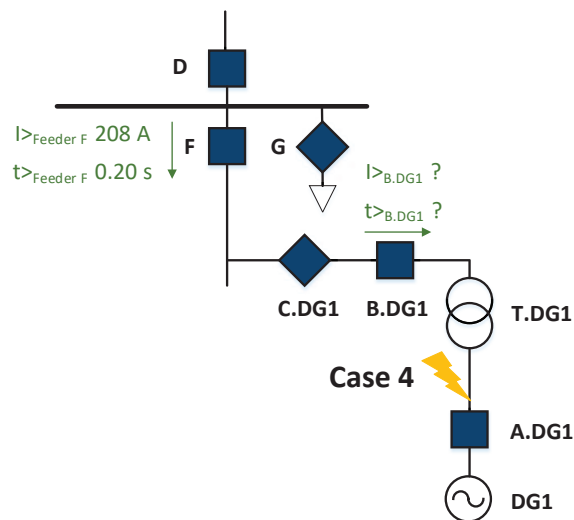 D
I>Feeder F 208 A
t>Feeder F 0.20 s
F
G
I>B.DG1 ?
t>B.DG1 ?
C.DG1
B.DG1
T.DG1
Case 4
A.DG1
DG1